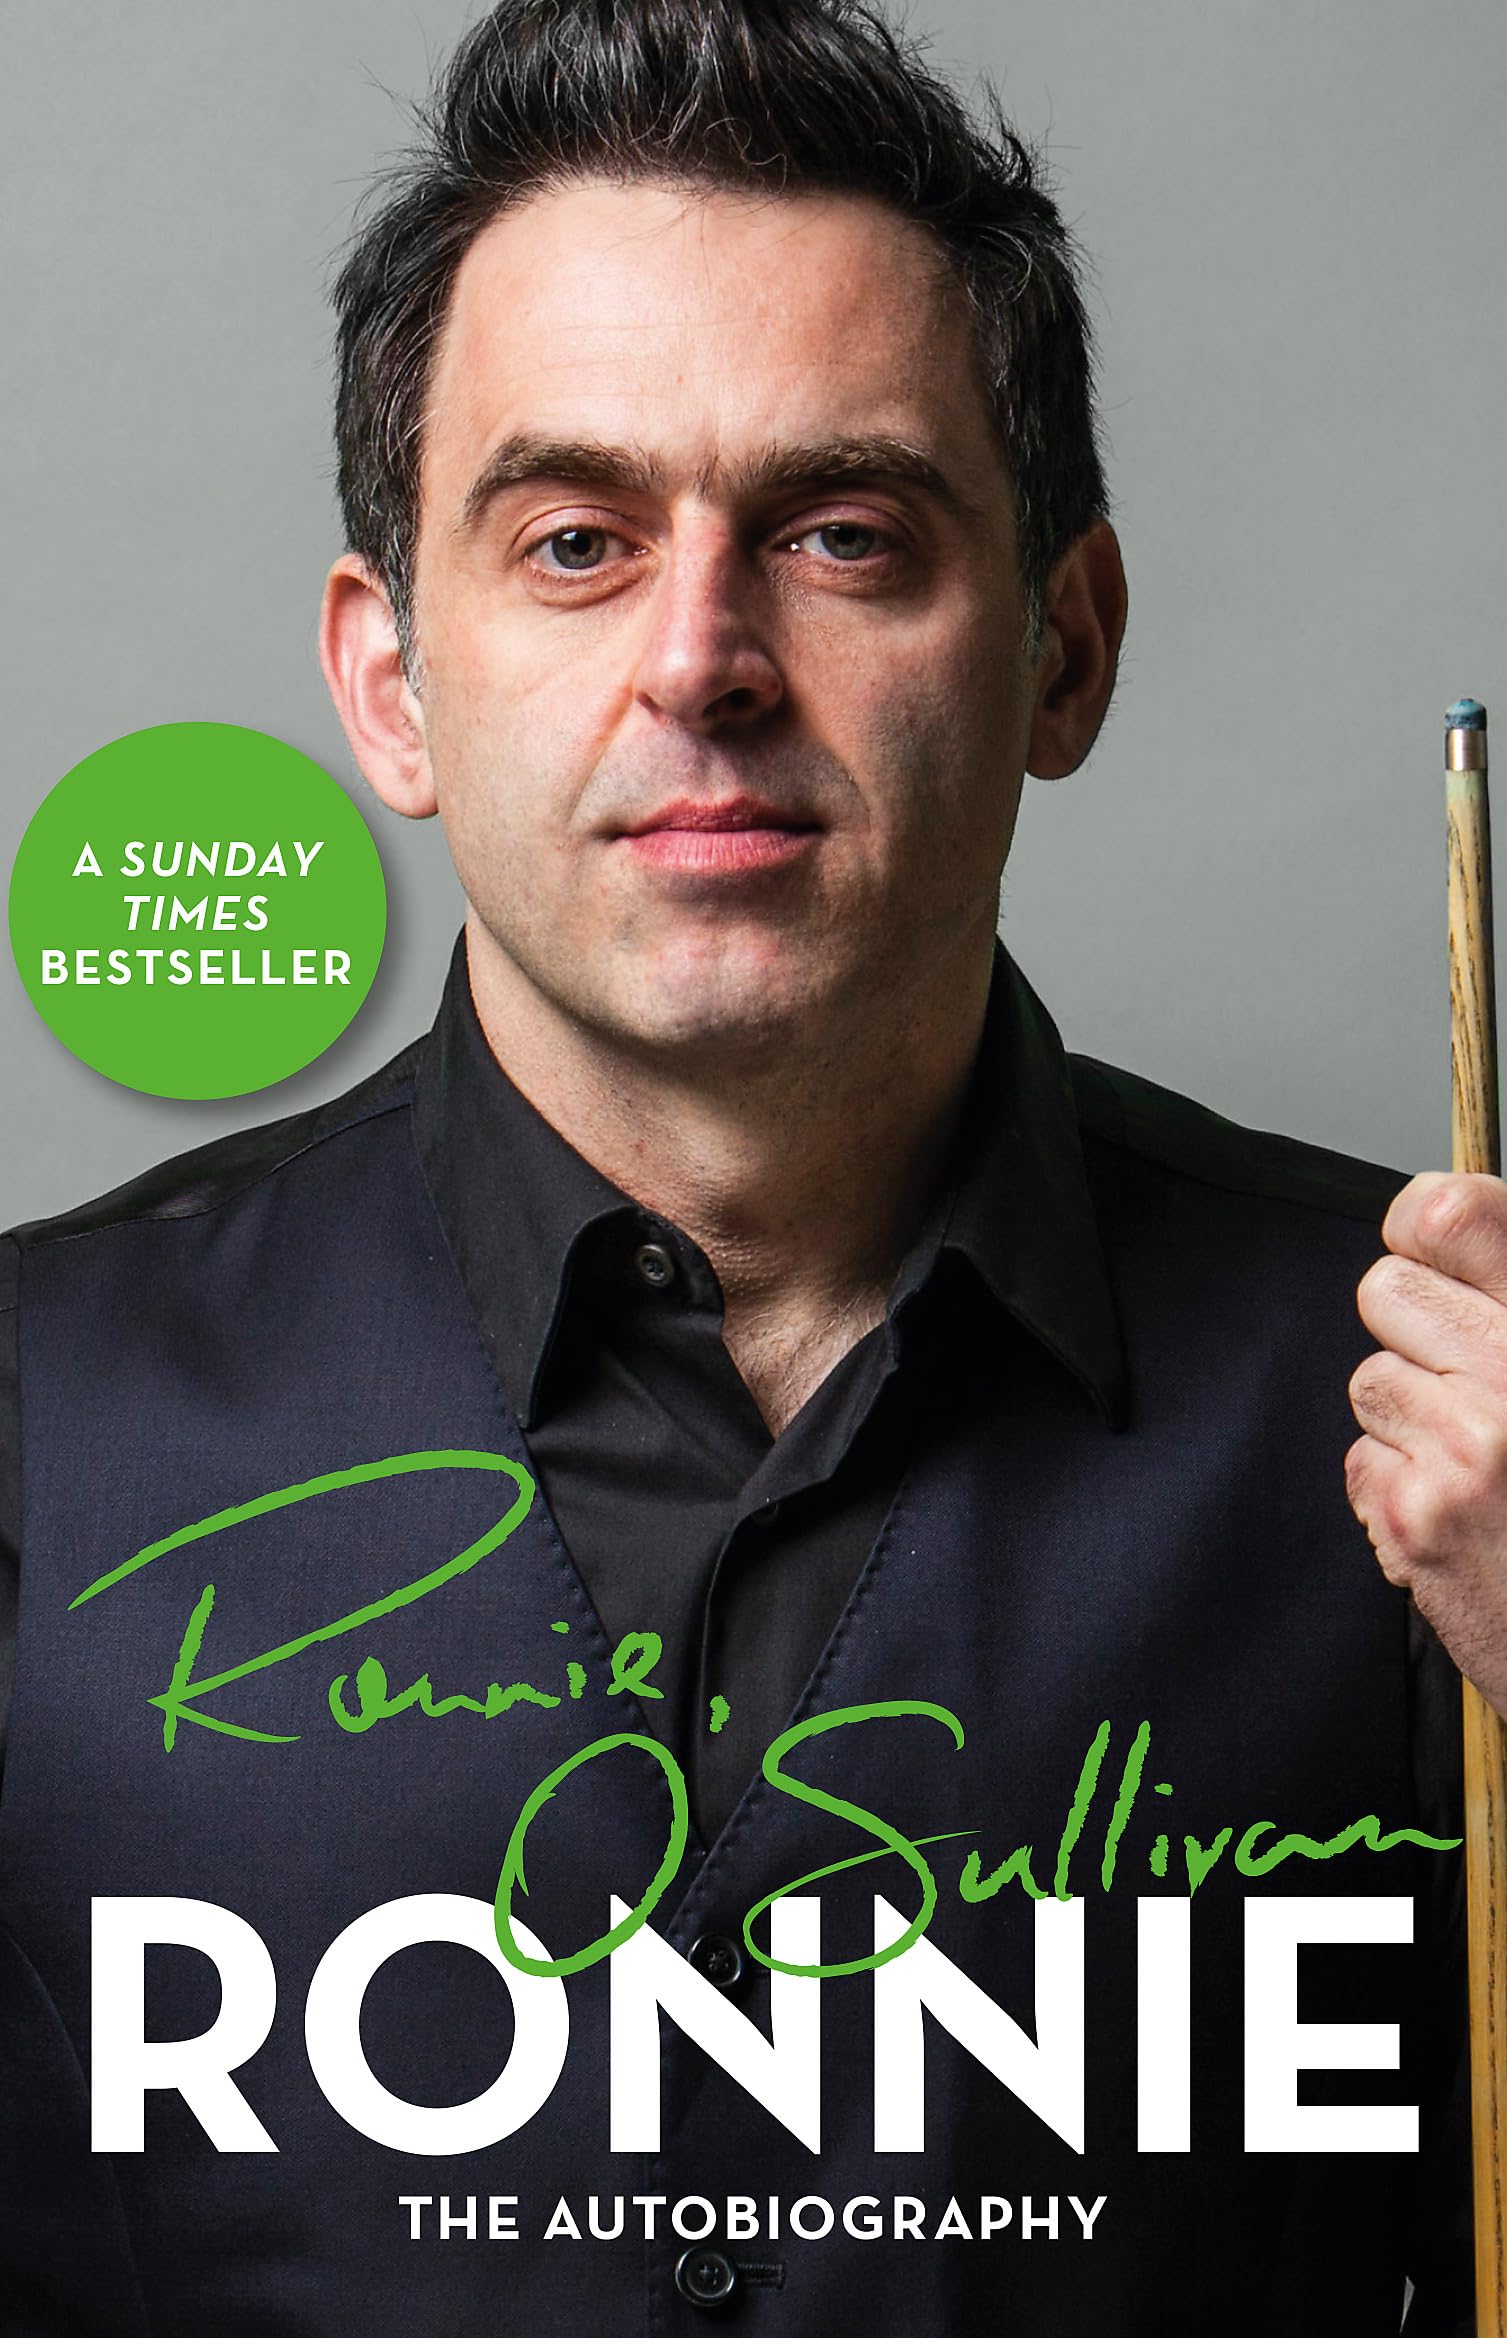 A SUNDAY
TIMES
BESTSELLER
Ronnie
O'Sullivan
RONNIE
THE AUTOBIOGRAPHY